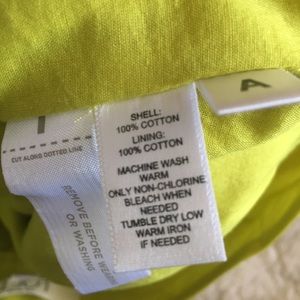 A
SHELL:
100% COTTON
LINING:
100% COTTON
MACHINE WASH
WARM
ONLY NON-CHLORINE
BLEACH WHEN
NEEDED
TUMBLE DRY LOW
WARM IRON
IF NEEDED
CUT ALONG DOTTED LINE
REMOVE BEFORE WEAR
OR WASHING